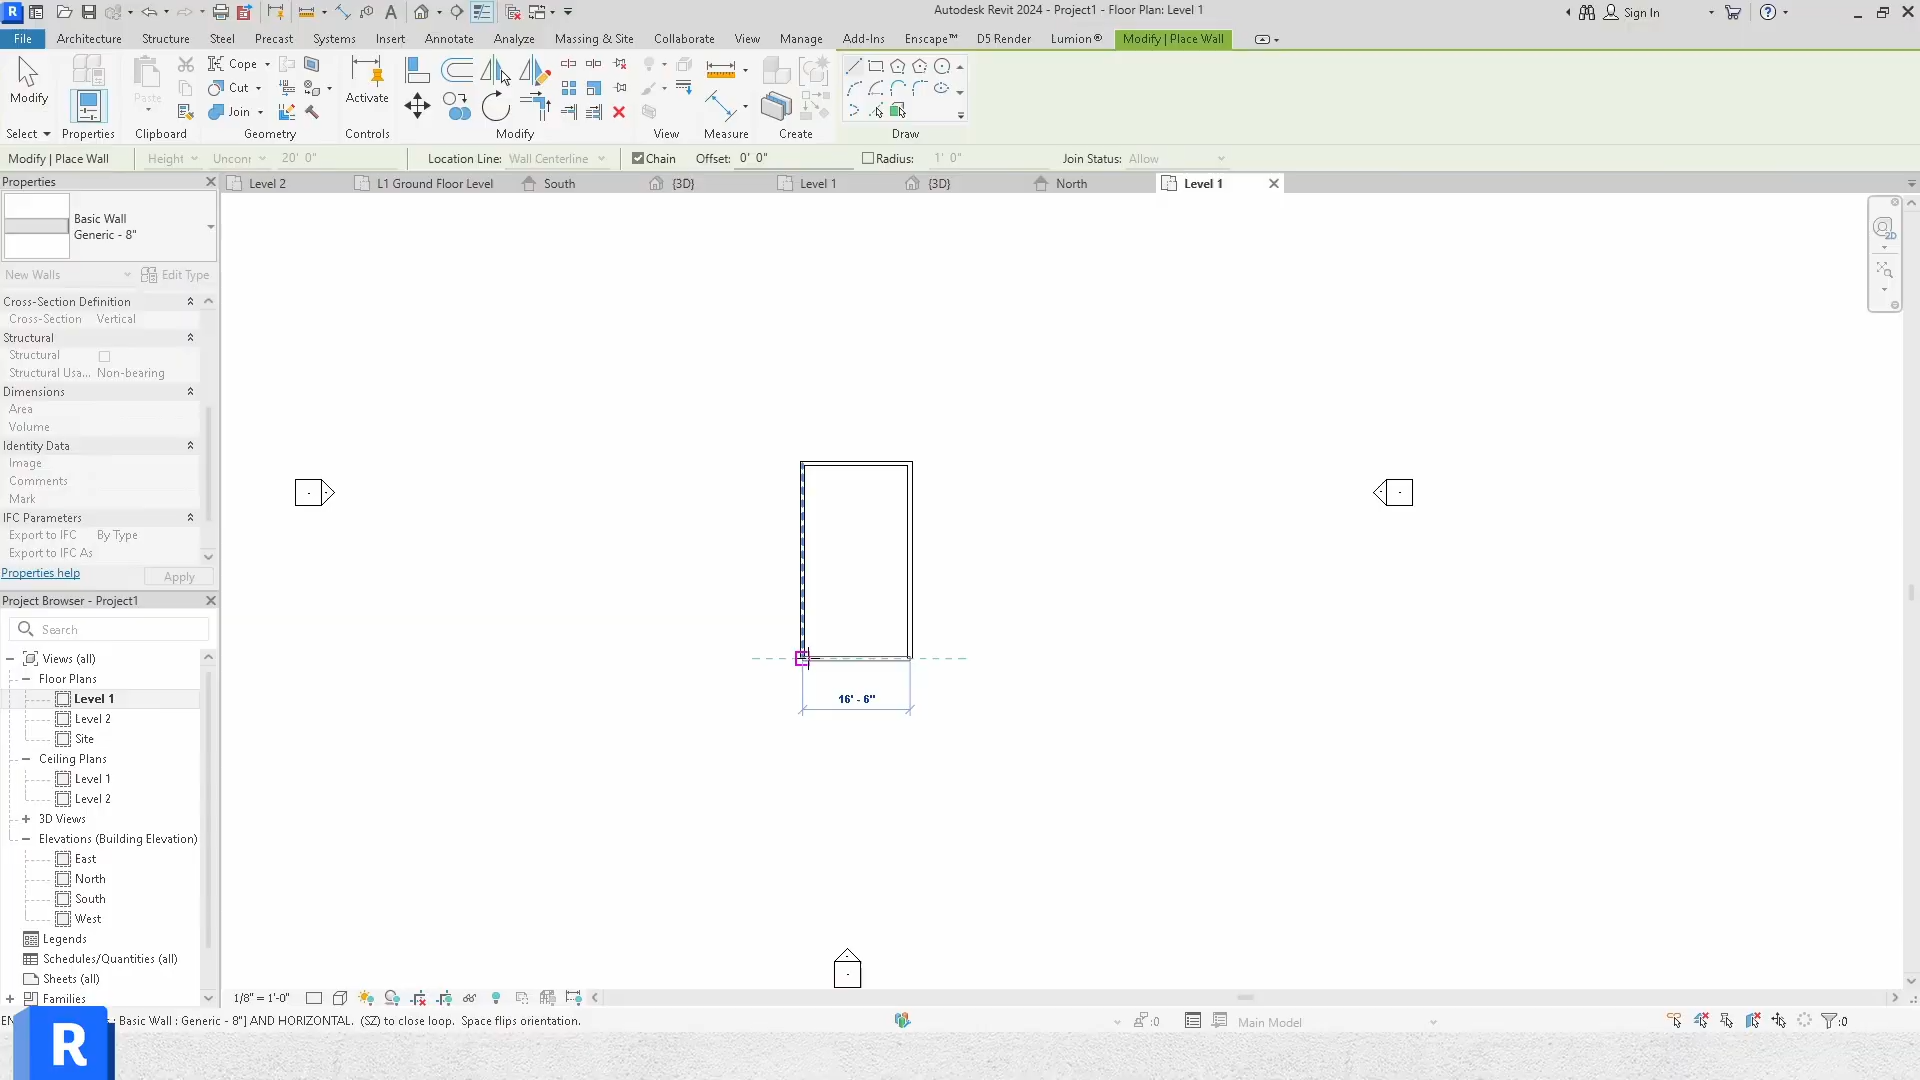 Autodesk Revit 2024 - Project1 - Floor Plan: Level 1
Sign In
File Architecture Structure Steel Precast Systems Insert Annotate Analyze Massing & Site Collaborate View Manage Add-Ins Enscape™ D5 Render Lumion® Modify | Place Wall
Modify
Select
Properties
Paste
Clipboard
Cope
Cut
Join
Geometry
Activate
Controls
Modify
View
Measure
Create
Draw
Modify | Place Wall Height Unconr 20' 0" Location Line: Wall Centerline Chain Offset: 0' 0" Radius: 1' 0" Join Status: Allow
Level 2 L1 Ground Floor Level South {3D} Level 1 {3D} North Level 1
Properties
Basic Wall
Generic - 8"
New Walls Edit Type
Cross-Section Definition
Cross-Section Vertical
Structural
Structural
Structural Usa... Non-bearing
Dimensions
Area
Volume
Identity Data
Image
Comments
Mark
IFC Parameters
Export to IFC By Type
Export to IFC As
Properties help Apply
Project Browser - Project1
Search
Views (all)
Floor Plans
Level 1
Level 2
Site
Ceiling Plans
Level 1
Level 2
3D Views
Elevations (Building Elevation)
East
North
South
West
Legends
Schedules/Quantities (all)
Sheets (all)
Families
2D
16' - 6"
1/8" = 1'-0"
: Basic Wall : Generic - 8"] AND HORIZONTAL. (SZ) to close loop. Space flips orientation.
:0
Main Model
:0
R